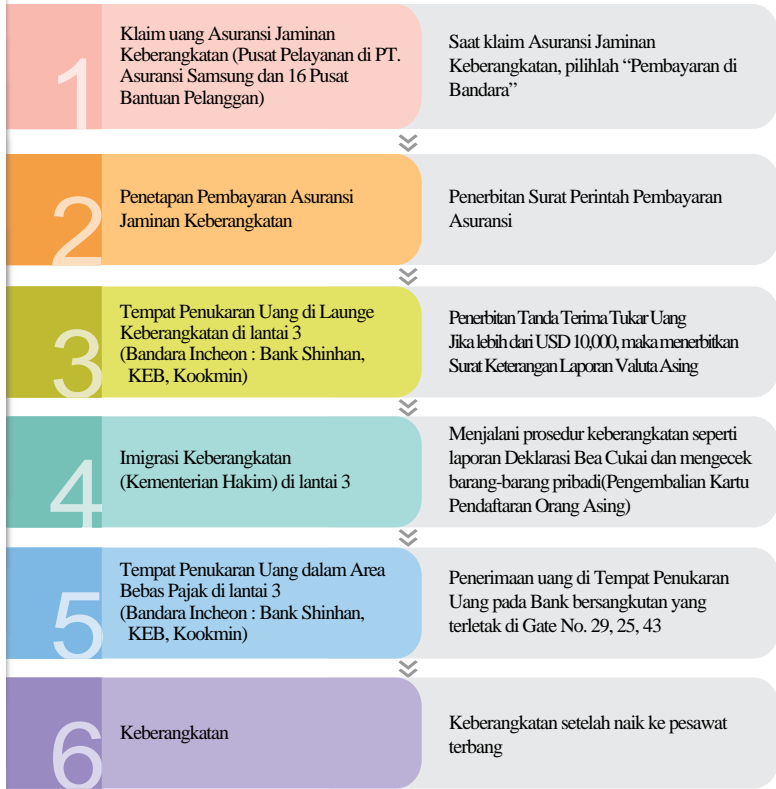 1
Klaim uang Asuransi Jaminan
Keberangkatan (Pusat Pelayanan di PT.
Asuransi Samsung dan 16 Pusat
Bantuan Pelanggan)
Saat klaim Asuransi Jaminan
Keberangkatan, pilihlah “Pembayaran di
Bandara”
2
Penetapan Pembayaran Asuransi
Jaminan Keberangkatan
Penerbitan Surat Perintah Pembayaran
Asuransi
3
Tempat Penukaran Uang di Launge
Keberangkatan di lantai 3
(Bandara Incheon : Bank Shinhan,
KEB, Kookmin)
Penerbitan Tanda Terima Tukar Uang
Jika lebih dari USD 10,000, maka menerbitkan
Surat Keterangan Laporan Valuta Asing
4
Imigrasi Keberangkatan
(Kementerian Hakim) di lantai 3
Menjalani prosedur keberangkatan seperti
laporan Deklarasi Bea Cukai dan mengecek
barang-barang pribadi(Pengembalian Kartu
Pendaftaran Orang Asing)
5
Tempat Penukaran Uang dalam Area
Bebas Pajak di lantai 3
(Bandara Incheon : Bank Shinhan,
KEB, Kookmin)
Penerimaan uang di Tempat Penukaran
Uang pada Bank bersangkutan yang
terletak di Gate No. 29, 25, 43
6
Keberangkatan
Keberangkatan setelah naik ke pesawat
terbang